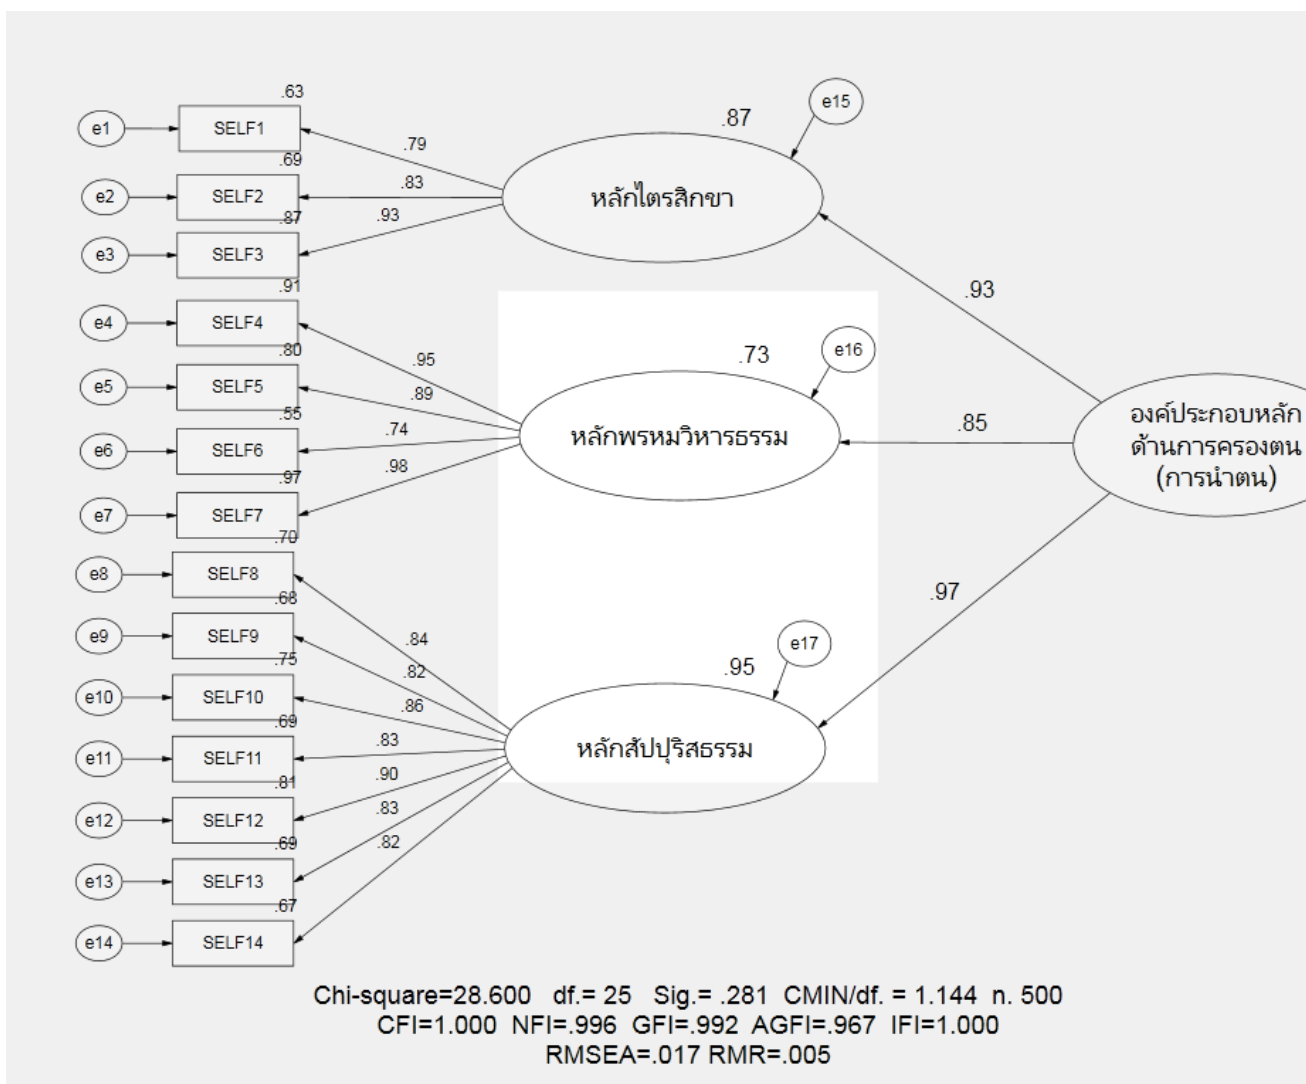 .63
e1 SELF1
.79
.69
e2 SELF2
.83
.87
e3 SELF3
.93
.91
e4 SELF4
.95
.80
e5 SELF5
.89
.55
e6 SELF6
.74
.97
e7 SELF7
.98
.70
e8 SELF8
.84
.68
e9 SELF9
.82
.75
e10 SELF10
.86
.69
e11 SELF11
.83
.81
e12 SELF12
.90
.69
e13 SELF13
.83
.67
e14 SELF14
.82
.87
e15
หลักไตรสิกขา
.93
.73
e16
หลักพรหมวิหารธรรม
.85
.95
e17
หลักสัปปุริสธรรม
.97
องค์ประกอบหลัก
ด้านการครองตน
(การนำตน)
Chi-square=28.600 df.= 25 Sig.= .281 CMIN/df. = 1.144 n. 500
CFI=1.000 NFI=.996 GFI=.992 AGFI=.967 IFI=1.000
RMSEA=.017 RMR=.005